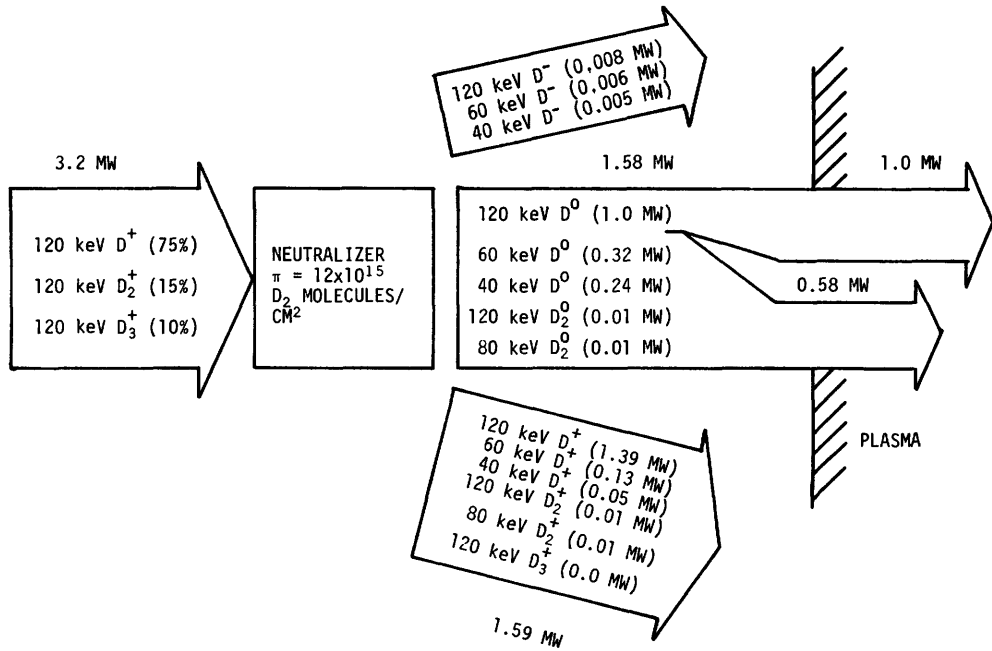 120 keV D⁻ (0,008 MW)
60 keV D⁻ (0.006 MW)
40 keV D⁻ (0.005 MW)
3.2 MW
1.58 MW
1.0 MW
120 keV D⁺ (75%)
120 keV D₂⁺ (15%)
120 keV D₃⁺ (10%)
NEUTRALIZER
π = 12x10¹⁵
D₂ MOLECULES/
CM²
120 keV D⁰ (1.0 MW)
60 keV D⁰ (0.32 MW)
40 keV D⁰ (0.24 MW)
120 keV D₂⁰ (0.01 MW)
80 keV D₂⁰ (0.01 MW)
0.58 MW
PLASMA
120 keV D⁺ (1.39 MW)
60 keV D⁺ (0.13 MW)
40 keV D⁺ (0.05 MW)
120 keV D₂⁺ (0.01 MW)
80 keV D₂⁺ (0.01 MW)
120 keV D₃⁺ (0.0 MW)
1.59 MW